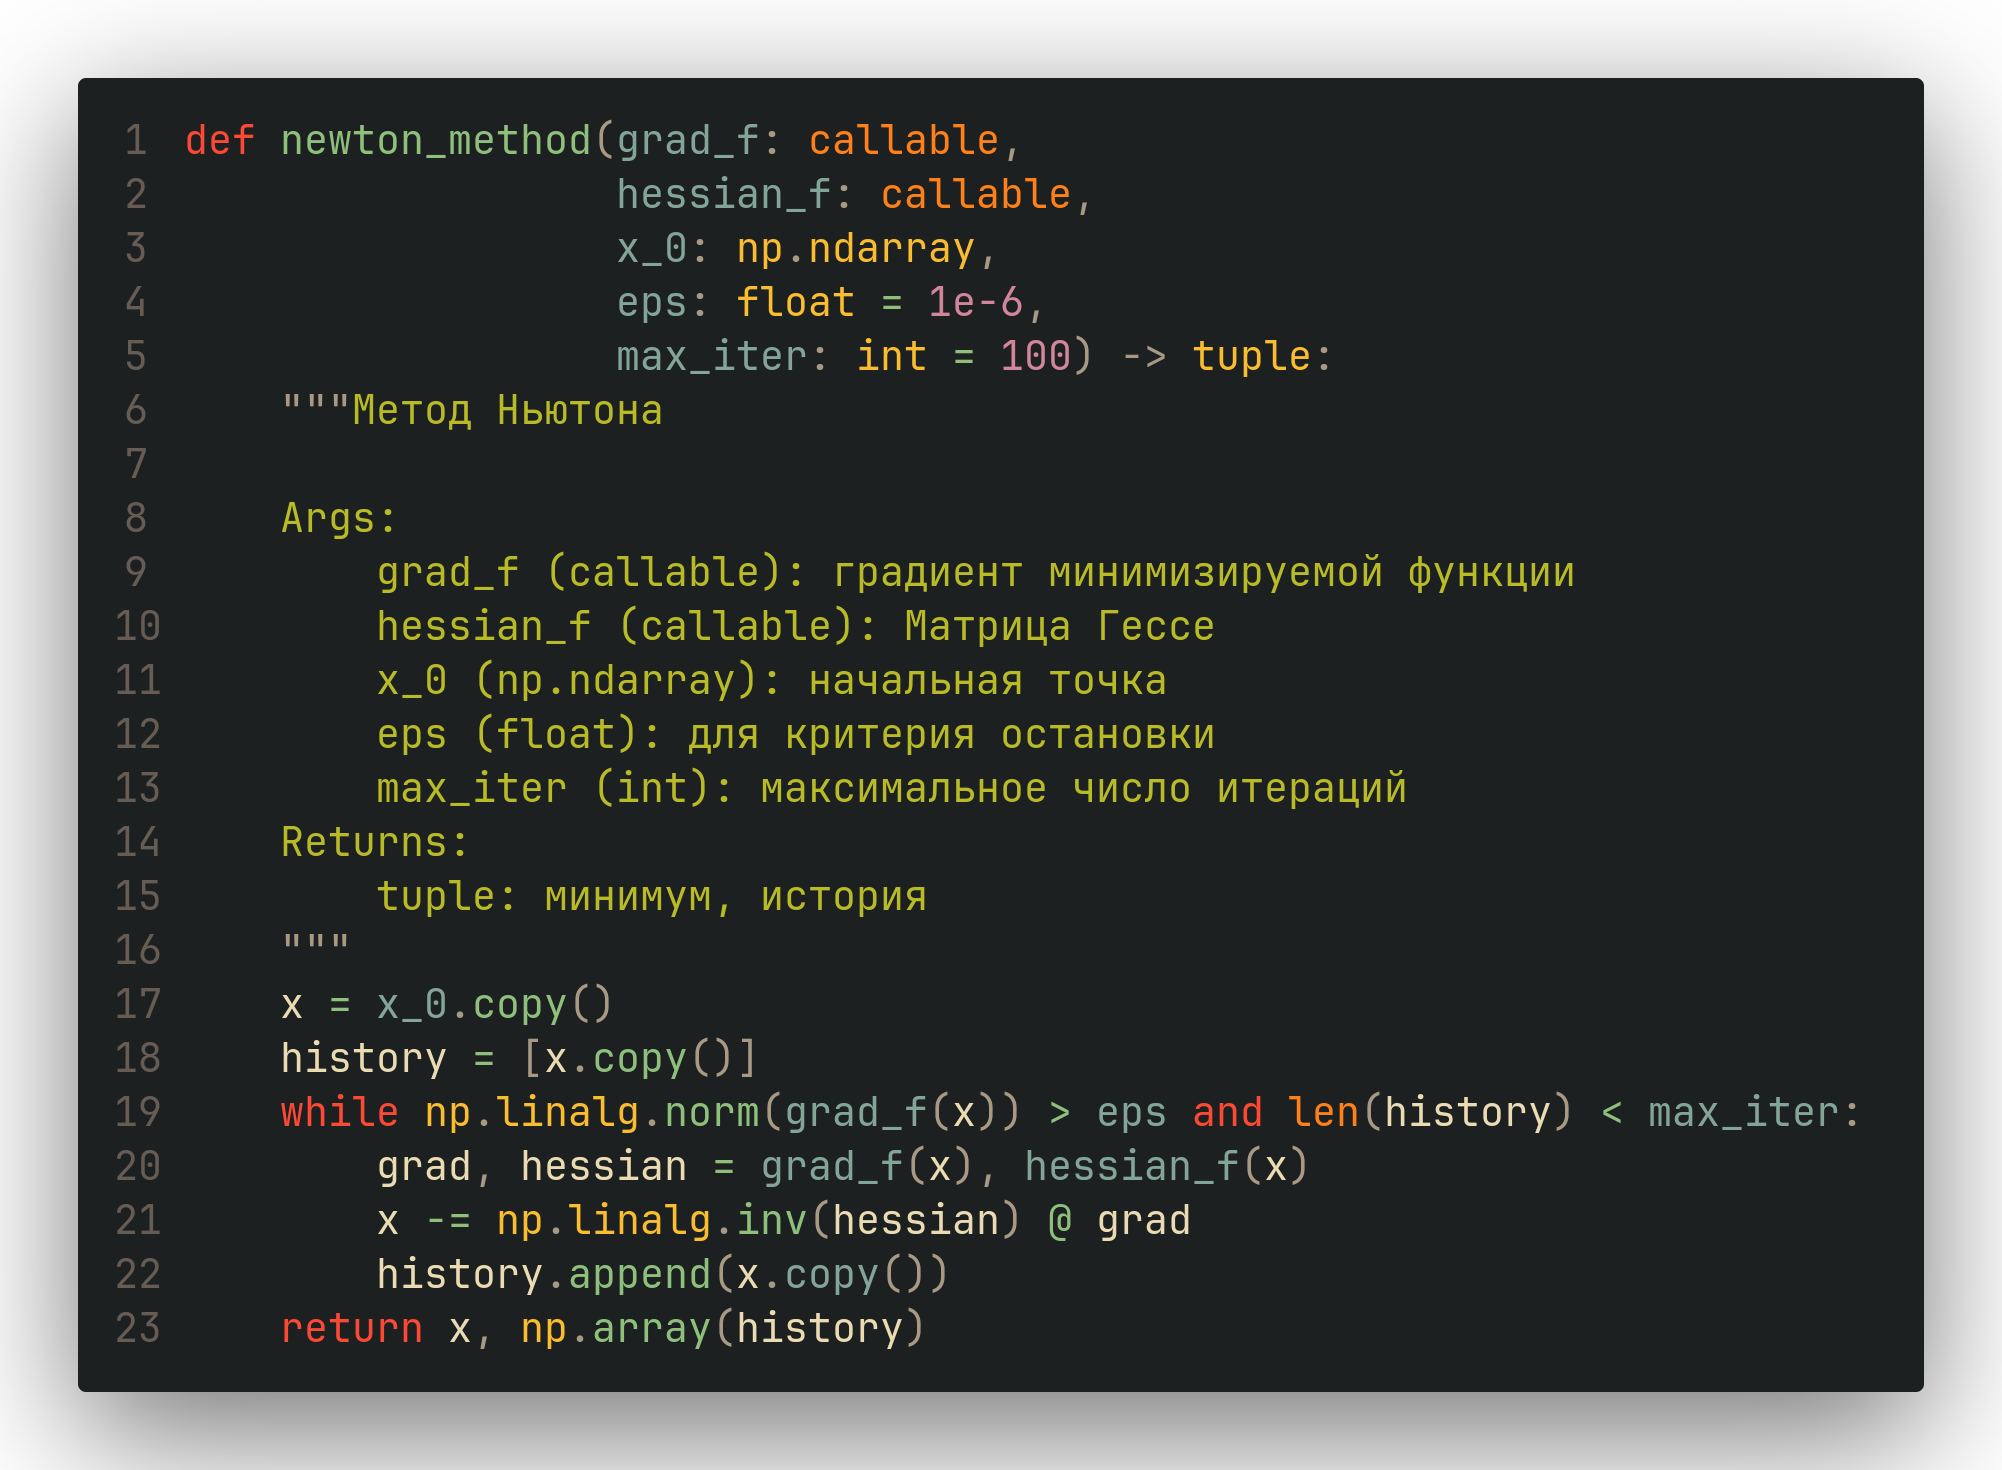 1 def newton_method(grad_f: callable,
2                   hessian_f: callable,
3                   x_0: np.ndarray,
4                   eps: float = 1e-6,
5                   max_iter: int = 100) -> tuple:
6     """Метод Ньютона
7
8     Args:
9         grad_f (callable): градиент минимизируемой функции
10         hessian_f (callable): Матрица Гессе
11         x_0 (np.ndarray): начальная точка
12         eps (float): для критерия остановки
13         max_iter (int): максимальное число итераций
14     Returns:
15         tuple: минимум, история
16     """
17     x = x_0.copy()
18     history = [x.copy()]
19     while np.linalg.norm(grad_f(x)) > eps and len(history) < max_iter:
20         grad, hessian = grad_f(x), hessian_f(x)
21         x -= np.linalg.inv(hessian) @ grad
22         history.append(x.copy())
23     return x, np.array(history)